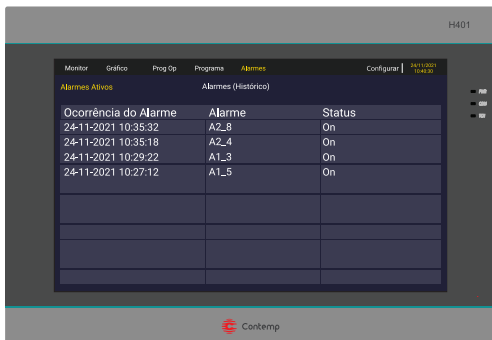 H401
Monitor Gráfico Prog Op Programa Alarmes Configurar 24/11/2021
10:40:30
Alarmes Ativos Alarmes (Histórico)
Ocorrência do Alarme Alarme Status
24-11-2021 10:35:32 A2_8 On
24-11-2021 10:35:18 A2_4 On
24-11-2021 10:29:22 A1_3 On
24-11-2021 10:27:12 A1_5 On
Contemp